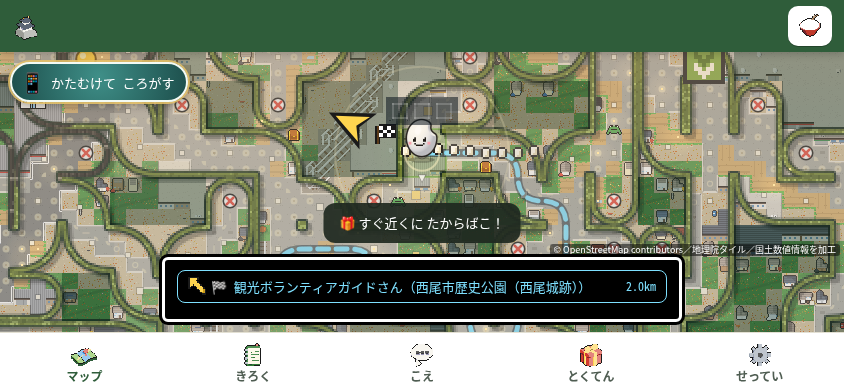 かたむけて ころがす
すぐ近くに たからばこ！
© OpenStreetMap contributors／地理院タイル／国土数値情報を加工
観光ボランティアガイドさん（西尾市歴史公園（西尾城跡）） 2.0km
マップ きろく こえ とくてん せってい